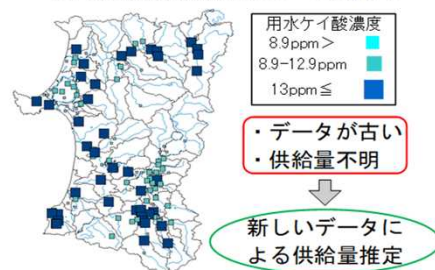 用水ケイ酸濃度
8.9ppm>
8.9-12.9ppm
13ppm≦
・データが古い
・供給量不明
新しいデータに
よる供給量推定